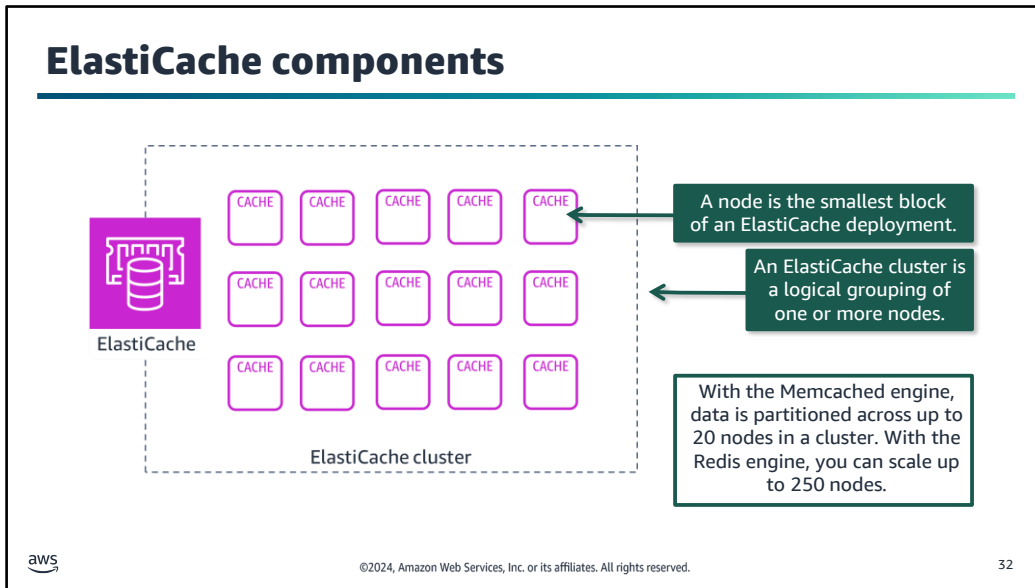 ElastiCache components
CACHE CACHE CACHE CACHE CACHE
A node is the smallest block
of an ElastiCache deployment.
An ElastiCache cluster is
a logical grouping of
one or more nodes.
CACHE CACHE CACHE CACHE CACHE
ElastiCache
CACHE CACHE CACHE CACHE CACHE
ElastiCache cluster
With the Memcached engine,
data is partitioned across up to
20 nodes in a cluster. With the
Redis engine, you can scale up
to 250 nodes.
aws
©2024, Amazon Web Services, Inc. or its affiliates. All rights reserved.
32